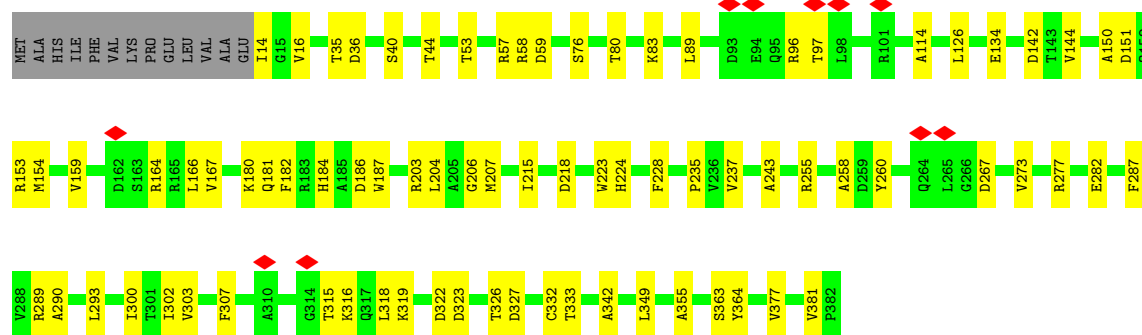 MET ALA HIS ILE PHE VAL LYS PRO GLU LEU VAL ALA GLU I14 G15 V16 T35 D36 S40 T44 T53 R57 R58 D59 S76 T80 K83 L89 D93 E94 Q95 R96 T97 L98 R101 A114 L126 E134 D142 T143 V144 A150 D151
R153 M154 V159 D162 S163 R164 R165 L166 V167 K180 Q181 F182 R183 H184 A185 D186 W187 R203 L204 A205 G206 M207 I215 D218 W223 H224 F228 P235 V236 V237 A243 R255 A258 D259 Y260 Q264 L265 G266 D267 V273 R277 E282 F287
V288 R289 A290 L293 I300 T301 I302 V303 F307 A310 G314 T315 K316 Q317 L318 K319 D322 D323 T326 D327 C332 T333 A342 L349 A355 S363 Y364 V377 V381 P382